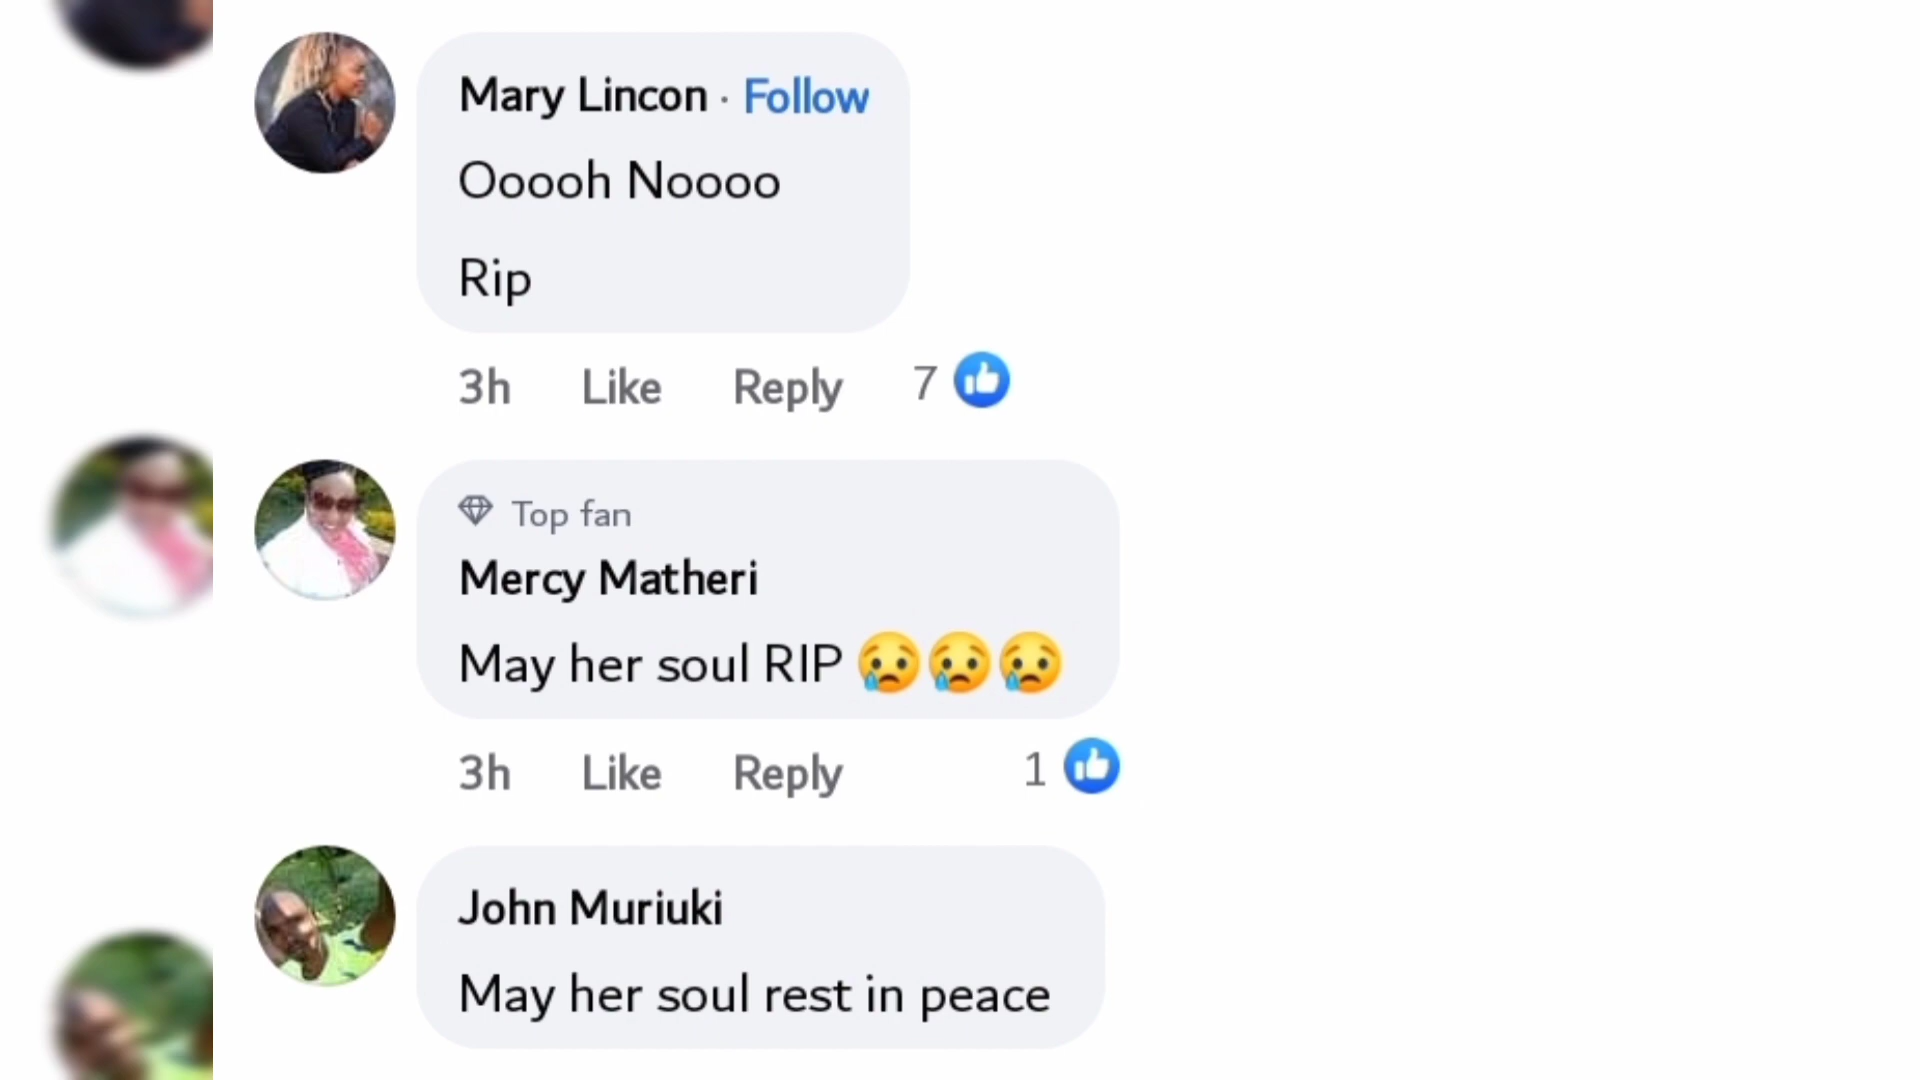 Mary Lincon · Follow
Ooooh Noooo
Rip
3h Like Reply 7
Top fan
Mercy Matheri
May her soul RIP 😢😢😢
3h Like Reply 1
John Muriuki
May her soul rest in peace